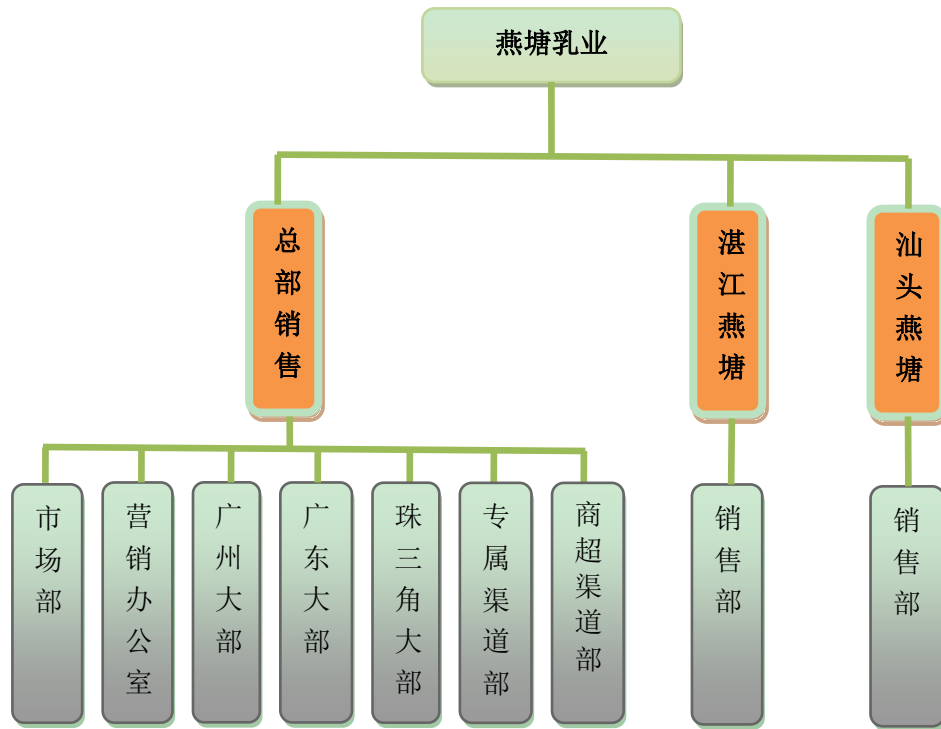 燕塘乳业
总部销售
湛江燕塘
汕头燕塘
市场部
营销办公室
广州大部
广东大部
珠三角大部
专属渠道部
商超渠道部
销售部
销售部